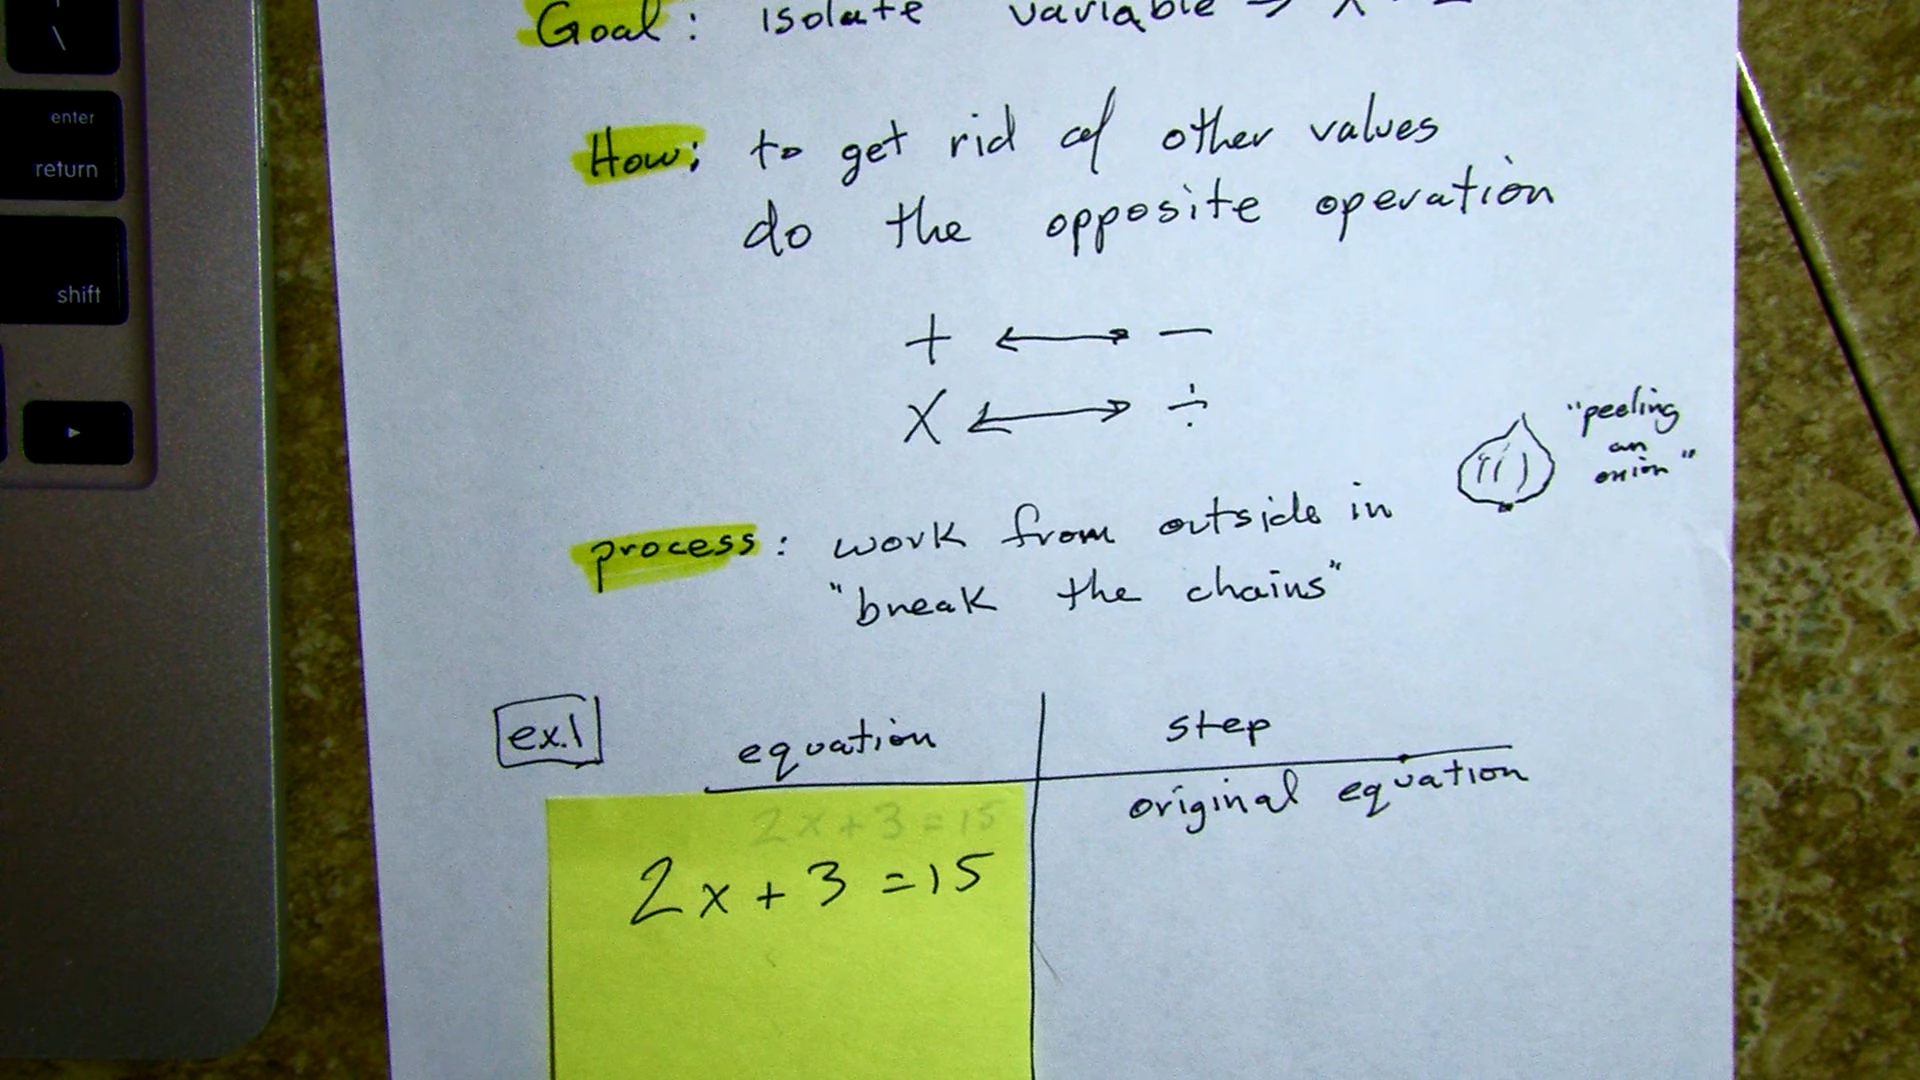 \
enter
return
shift
Goal: isolate variable → x
How: to get rid of other values
do the opposite operation
+ ↔ −
X ↔ ÷
"peeling
an
onion"
process: work from outside in
"break the chains"
ex.1
equation
step
2x+3=15
original equation
2x+3=15